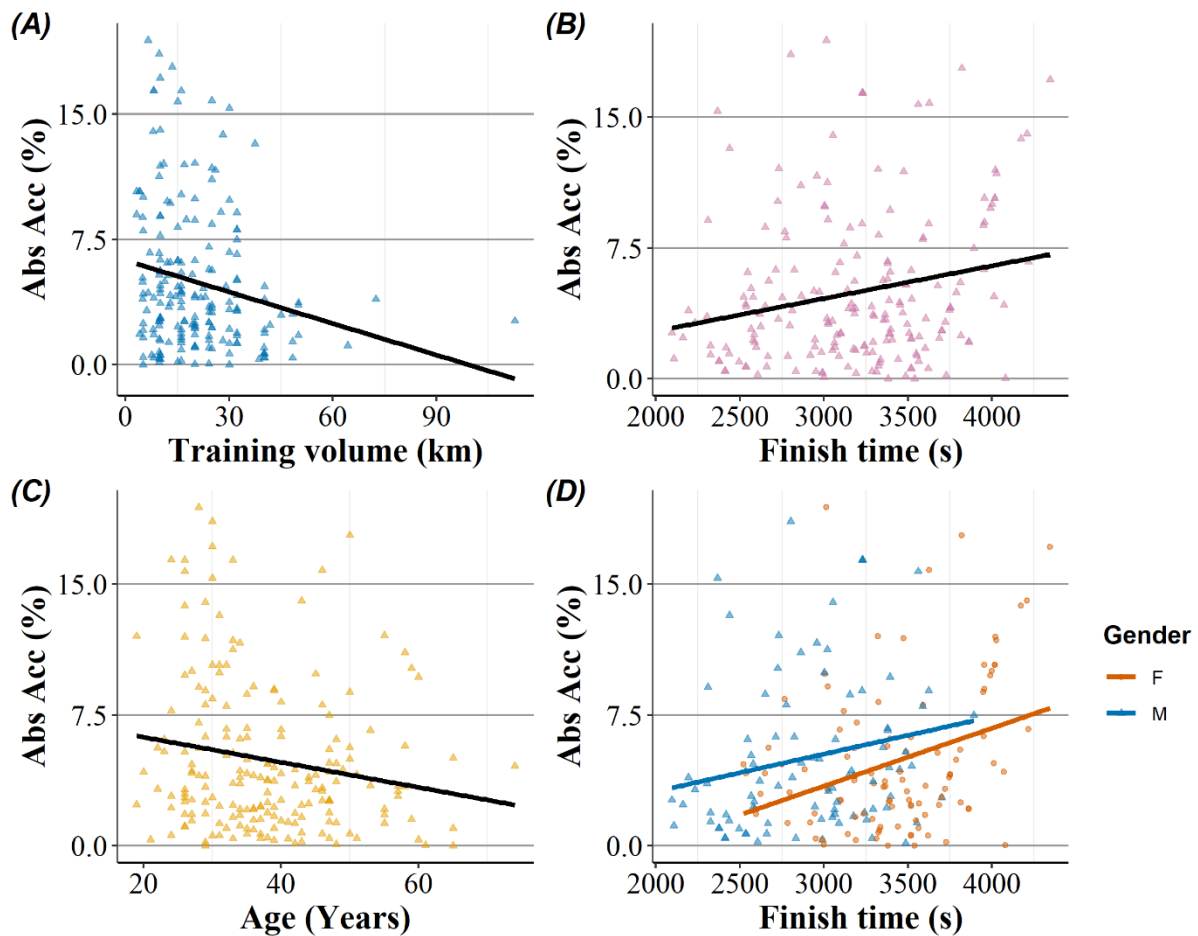 (A)
Abs Acc (%)
15.0
7.5
0.0
0 30 60 90
Training volume (km)
(B)
Abs Acc (%)
15.0
7.5
0.0
2000 2500 3000 3500 4000
Finish time (s)
(C)
Abs Acc (%)
15.0
7.5
0.0
20 40 60
Age (Years)
(D)
Abs Acc (%)
15.0
7.5
0.0
2000 2500 3000 3500 4000
Finish time (s)
Gender
F
M